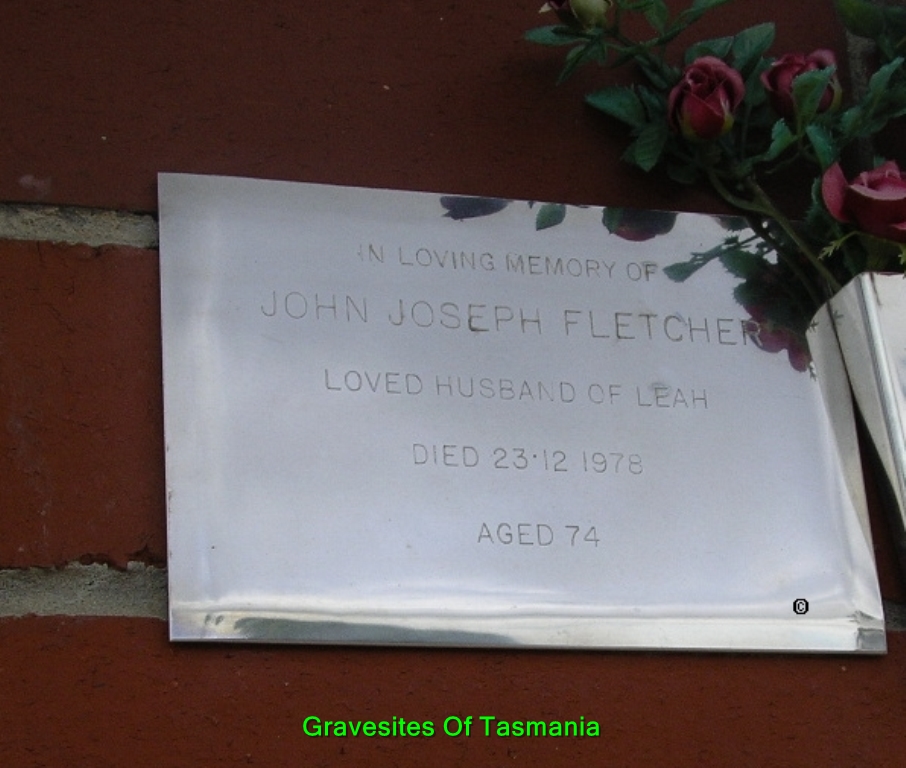 IN LOVING MEMORY OF
JOHN JOSEPH FLETCHER
LOVED HUSBAND OF LEAH
DIED 23·12 1978
AGED 74
©
Gravesites Of Tasmania